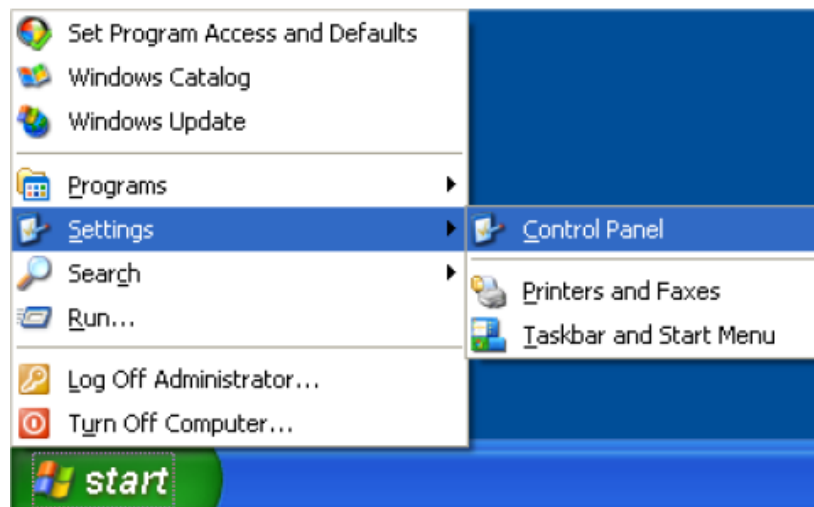 Set Program Access and Defaults
Windows Catalog
Windows Update
Programs
Settings
Control Panel
Search
Printers and Faxes
Run...
Taskbar and Start Menu
Log Off Administrator...
Turn Off Computer...
start